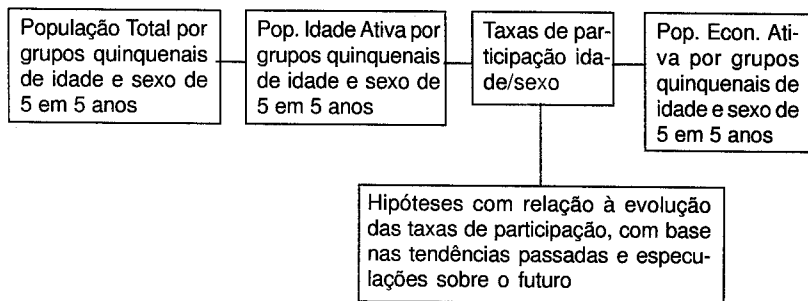 População Total por
grupos quinquenais
de idade e sexo de
5 em 5 anos
Pop. Idade Ativa por
grupos quinquenais
de idade e sexo de
5 em 5 anos
Taxas de par-
ticipação ida-
de/sexo
Pop. Econ. Ati-
va por grupos
quinquenais de
idade e sexo de
5 em 5 anos
Hipóteses com relação à evolução
das taxas de participação, com base
nas tendências passadas e especu-
lações sobre o futuro